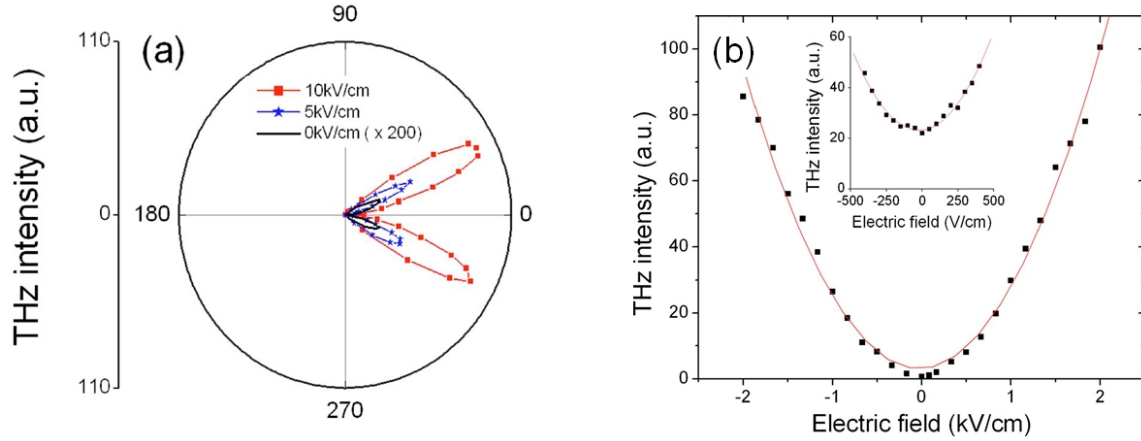 90
110
(a)
10kV/cm
5kV/cm
0kV/cm ( x 200)
THz intensity (a.u.)
0
180
0
110
270
(b)
THz intensity (a.u.)
100
80
60
40
20
0
-2
-1
0
1
2
Electric field (kV/cm)
THz intensity (a.u.)
60
40
20
0
-500
-250
0
250
500
Electric field (V/cm)